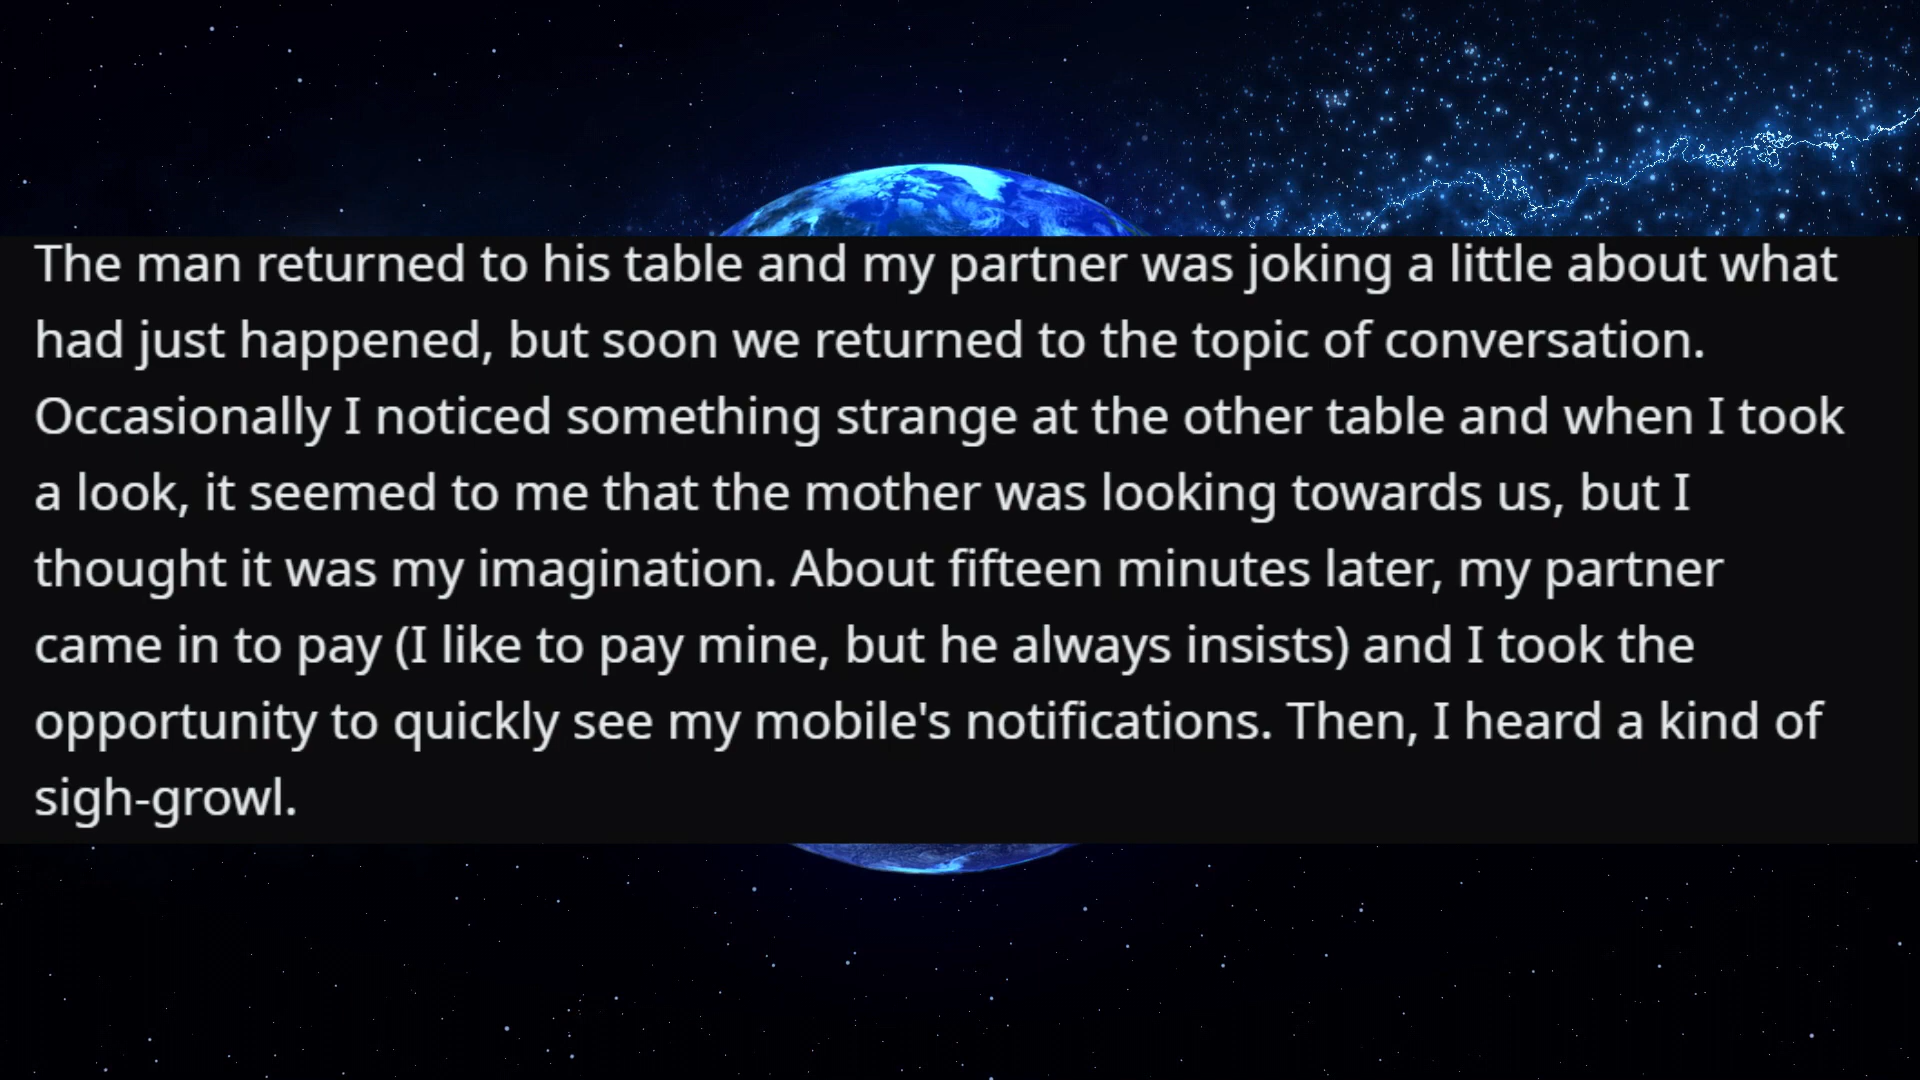 The man returned to his table and my partner was joking a little about what
had just happened, but soon we returned to the topic of conversation.
Occasionally I noticed something strange at the other table and when I took
a look, it seemed to me that the mother was looking towards us, but I
thought it was my imagination. About fifteen minutes later, my partner
came in to pay (I like to pay mine, but he always insists) and I took the
opportunity to quickly see my mobile's notifications. Then, I heard a kind of
sigh-growl.